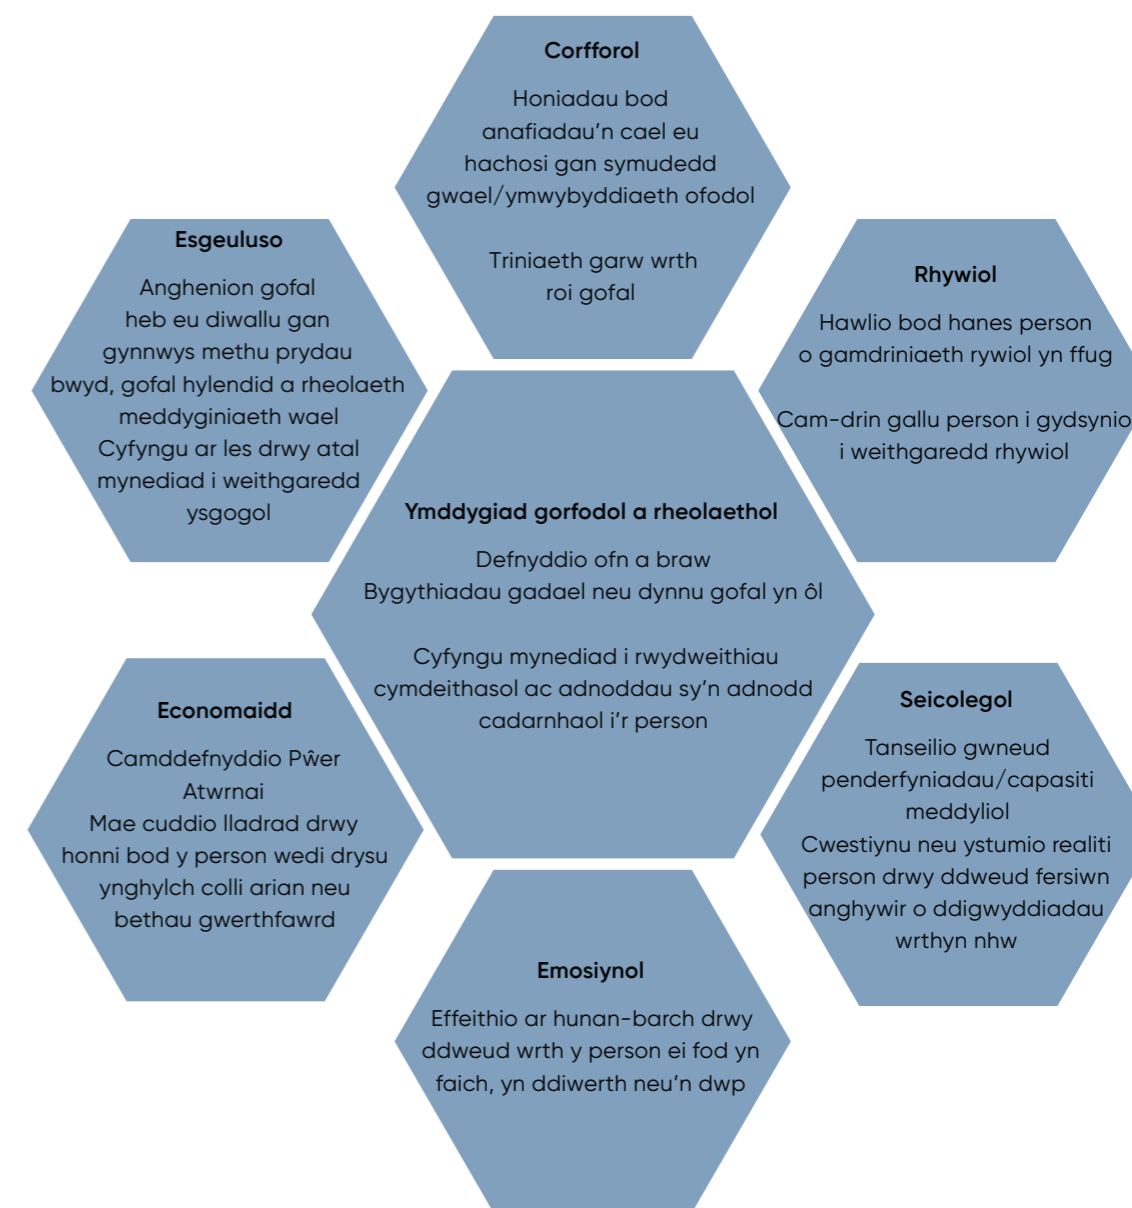 Corfforol
Honiadau bod
anafiadau'n cael eu
hachosi gan symudedd
gwael/ymwybyddiaeth ofodol
Triniaeth garw wrth
roi gofal
Esgeuluso
Anghenion gofal
heb eu diwallu gan
gynnwys methu prydau
bwyd, gofal hylendid a rheolaeth
meddyginiaeth wael
Cyfyngu ar les drwy atal
mynediad i weithgaredd
ysgogol
Rhywiol
Hawlio bod hanes person
o gamdriniaeth rywiol yn ffug
Cam-drin gallu person i gydsynio
i weithgaredd rhywiol
Ymddygiad gorfodol a rheolaethol
Defnyddio ofn a braw
Bygythiadau gadael neu dynnu gofal yn ôl
Cyfyngu mynediad i rwydweithiau
cymdeithasol ac adnoddau sy'n adnodd
cadarnhaol i'r person
Economaidd
Camddefnyddio Pŵer
Atwrnai
Mae cuddio lladrad drwy
honni bod y person wedi drysu
ynghylch colli arian neu
bethau gwerthfawrd
Seicolegol
Tanseilio gwneud
penderfyniadau/capasiti
meddyliol
Cwestiynu neu ystumio realiti
person drwy ddweud fersiwn
anghywir o ddigwyddiadau
wrthyn nhw
Emosiynol
Effeithio ar hunan-barch drwy
ddweud wrth y person ei fod yn
faich, yn ddiwerth neu'n dwp